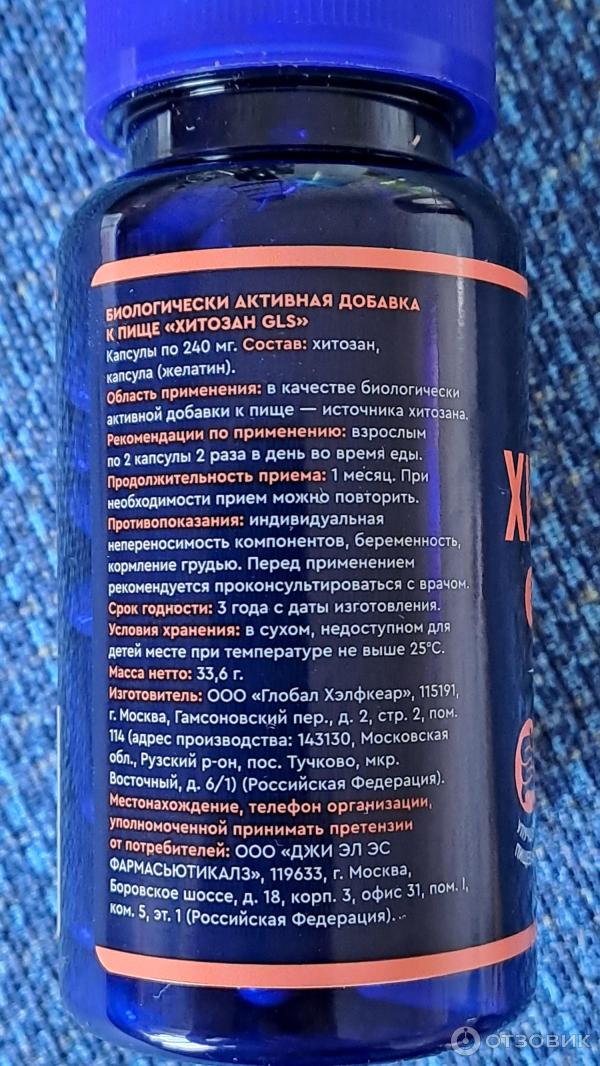 БИОЛОГИЧЕСКИ АКТИВНАЯ ДОБАВКА
К ПИЩЕ «ХИТОЗАН GLS»
Капсулы по 240 мг. Состав: хитозан,
капсула (желатин).
Область применения: в качестве биологически
активной добавки к пище — источника хитозана.
Рекомендации по применению: взрослым
по 2 капсулы 2 раза в день во время еды.
Продолжительность приема: 1 месяц. При
необходимости прием можно повторить.
Противопоказания: индивидуальная
непереносимость компонентов, беременность,
кормление грудью. Перед применением
рекомендуется проконсультироваться с врачом.
Срок годности: 3 года с даты изготовления.
Условия хранения: в сухом, недоступном для
детей месте при температуре не выше 25°С.
Масса нетто: 33,6 г.
Изготовитель: ООО «Глобал Хэлфкеар», 115191,
г. Москва, Гамсоновский пер., д. 2, стр. 2, пом.
114 (адрес производства: 143130, Московская
обл., Рузский р-он, пос. Тучково, мкр.
Восточный, д. 6/1) (Российская Федерация).
Местонахождение, телефон организации,
уполномоченной принимать претензии
от потребителей: ООО «ДЖИ ЭЛ ЭС
ФАРМАСЬЮТИКАЛЗ», 119633, г. Москва,
Боровское шоссе, д. 18, корп. 3, офис 31, пом. I,
ком. 5, эт. 1 (Российская Федерация).
ОТЗОВИК